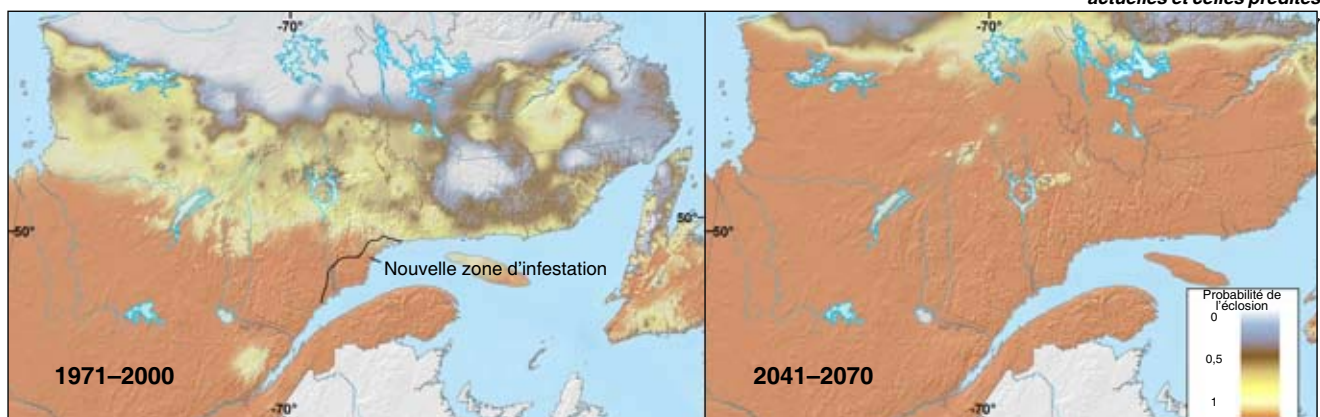 actuelles et celles prédites
-70°
-70°
50°
50°
Nouvelle zone d'infestation
Probabilité de
l'éclosion
0
0,5
1
1971–2000
2041–2070
-70°
-70°